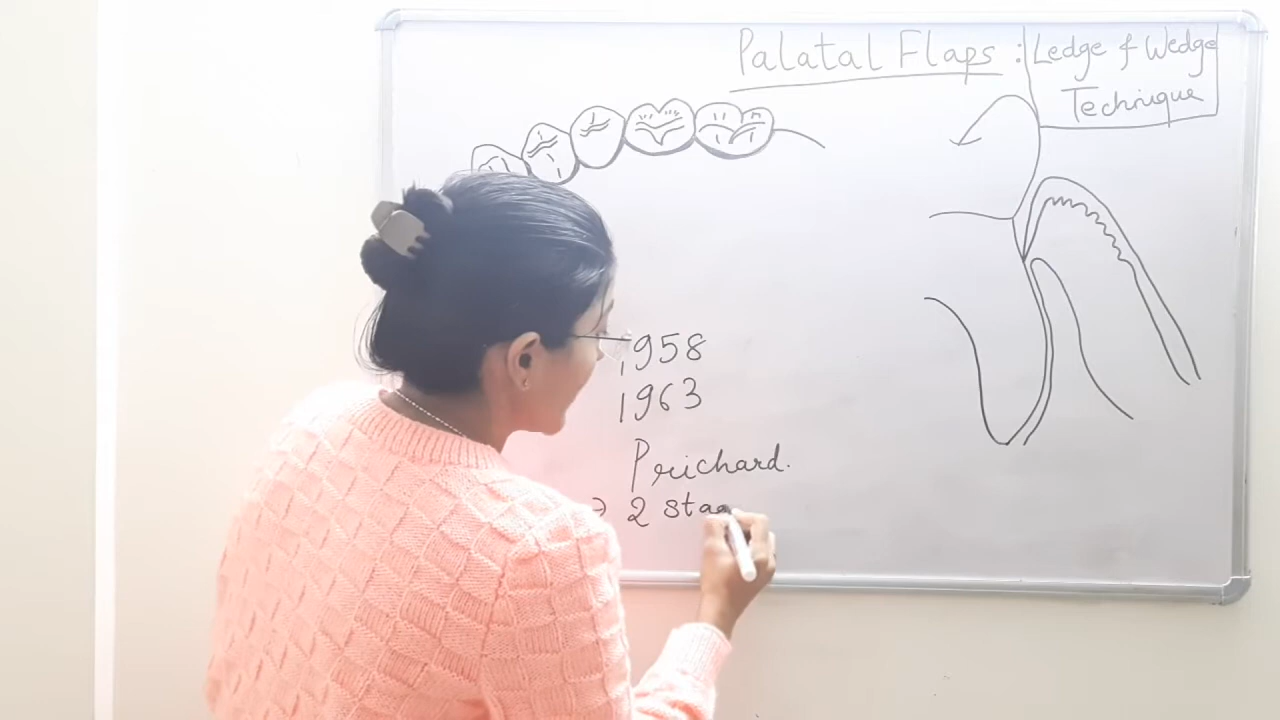 Palatal Flaps : Ledge & Wedge
Technique
1958
1963
Prichard.
→ 2 stag